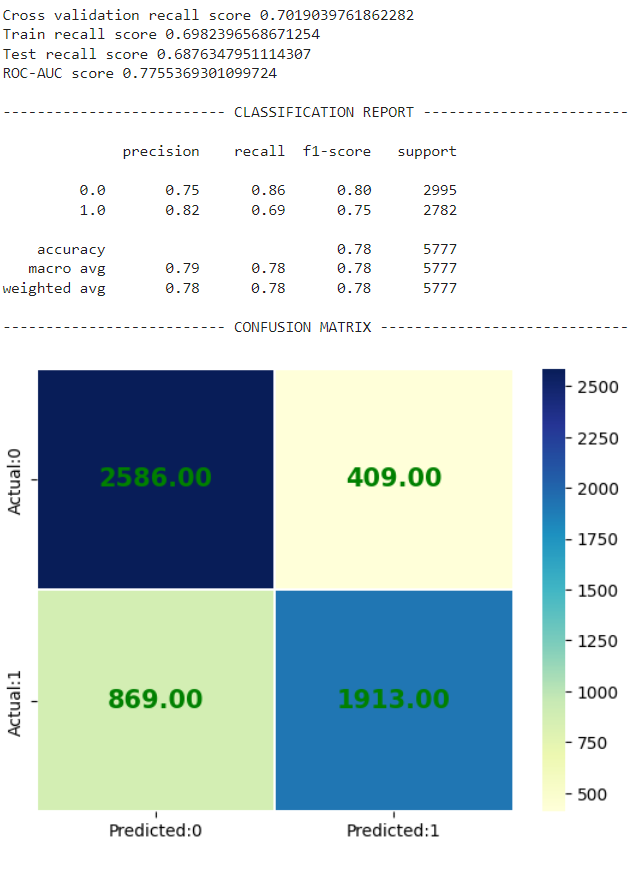 Cross validation recall score 0.7019039761862282
Train recall score 0.6982396568671254
Test recall score 0.6876347951114307
ROC-AUC score 0.7755369301099724
-------------------------- CLASSIFICATION REPORT ------------------------
precision recall f1-score support
0.0 0.75 0.86 0.80 2995
1.0 0.82 0.69 0.75 2782
accuracy 0.78 5777
macro avg 0.79 0.78 0.78 5777
weighted avg 0.78 0.78 0.78 5777
-------------------------- CONFUSION MATRIX -----------------------------
2586.00 409.00
869.00 1913.00
Actual:0
Actual:1
Predicted:0 Predicted:1
2500
2250
2000
1750
1500
1250
1000
750
500